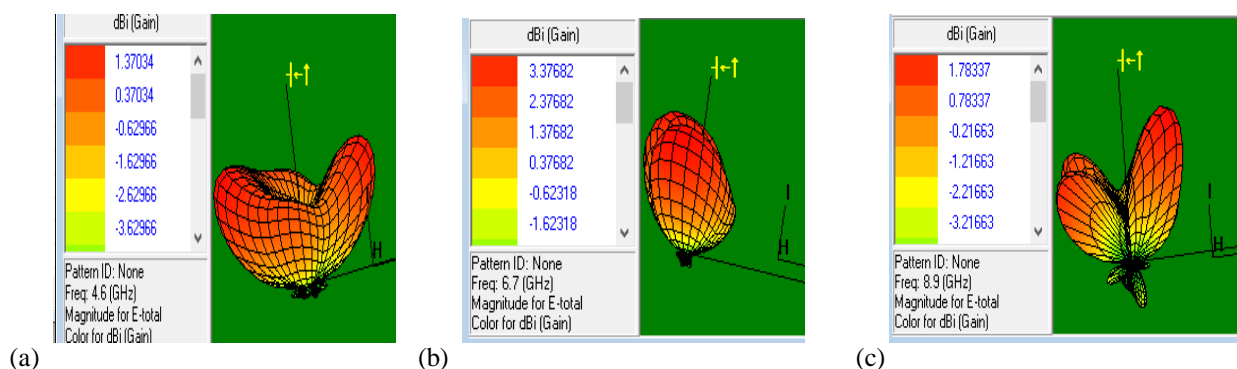 dBi (Gain)
1.37034
0.37034
-0.62966
-1.62966
-2.62966
-3.62966
H
Pattern ID: None
Freq: 4.6 (GHz)
Magnitude for E-total
Color for dBi (Gain)
(a)
dBi (Gain)
3.37682
2.37682
1.37682
0.37682
-0.62318
-1.62318
H
Pattern ID: None
Freq: 6.7 (GHz)
Magnitude for E-total
Color for dBi (Gain)
(b)
dBi (Gain)
1.78337
0.78337
-0.21663
-1.21663
-2.21663
-3.21663
H
Pattern ID: None
Freq: 8.9 (GHz)
Magnitude for E-total
Color for dBi (Gain)
(c)